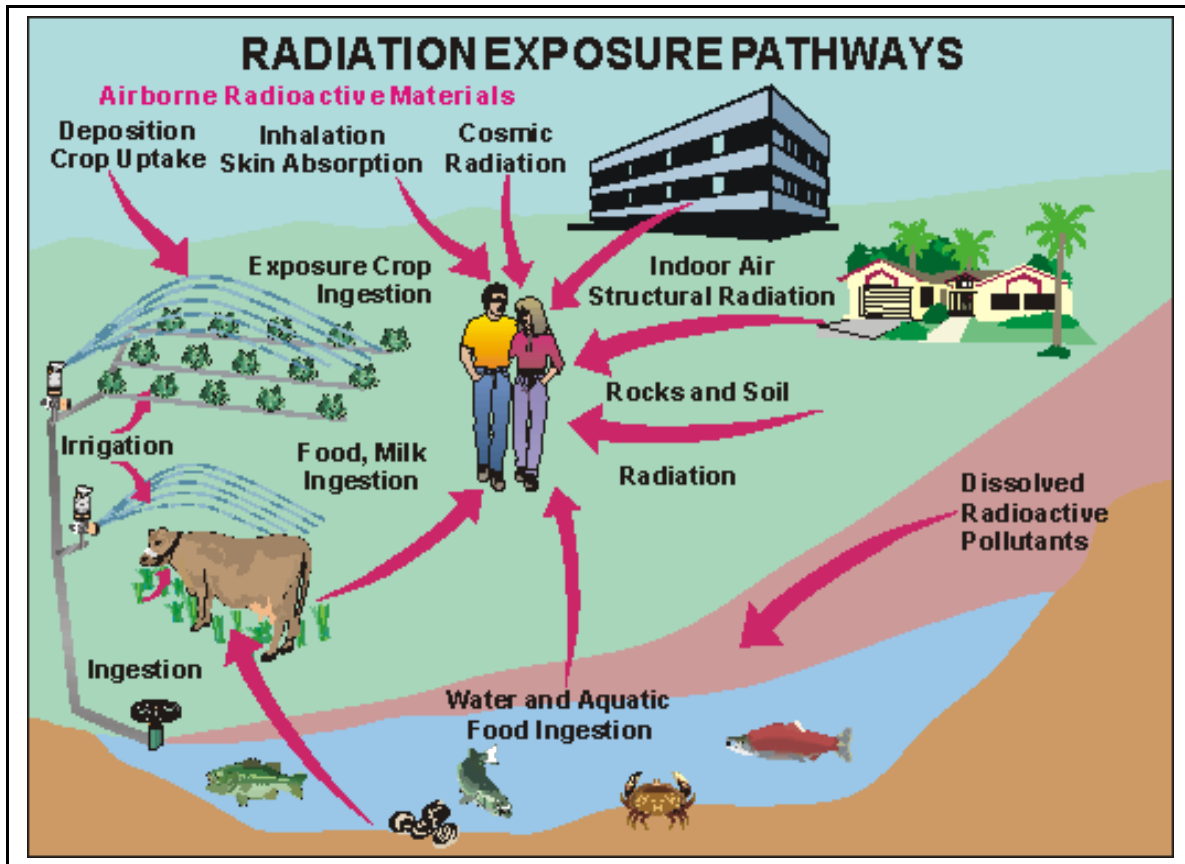 RADIATION EXPOSURE PATHWAYS
Airborne Radioactive Materials
Deposition
Crop Uptake
Inhalation
Skin Absorption
Cosmic
Radiation
Exposure Crop
Ingestion
Indoor Air
Structural Radiation
Rocks and Soil
Irrigation
Food, Milk
Ingestion
Radiation
Dissolved
Radioactive
Pollutants
Ingestion
Water and Aquatic
Food Ingestion